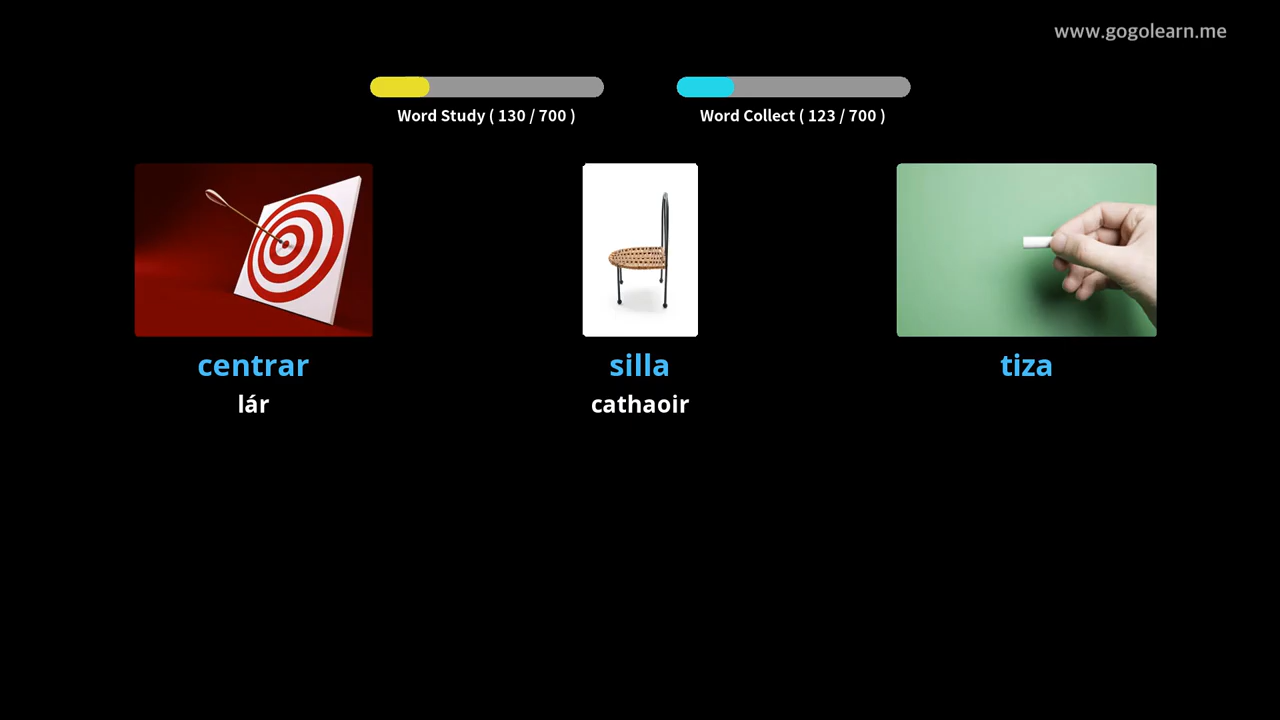 www.gogolearn.me
Word Study ( 130 / 700 )
Word Collect ( 123 / 700 )
centrar
silla
tiza
lár
cathaoir